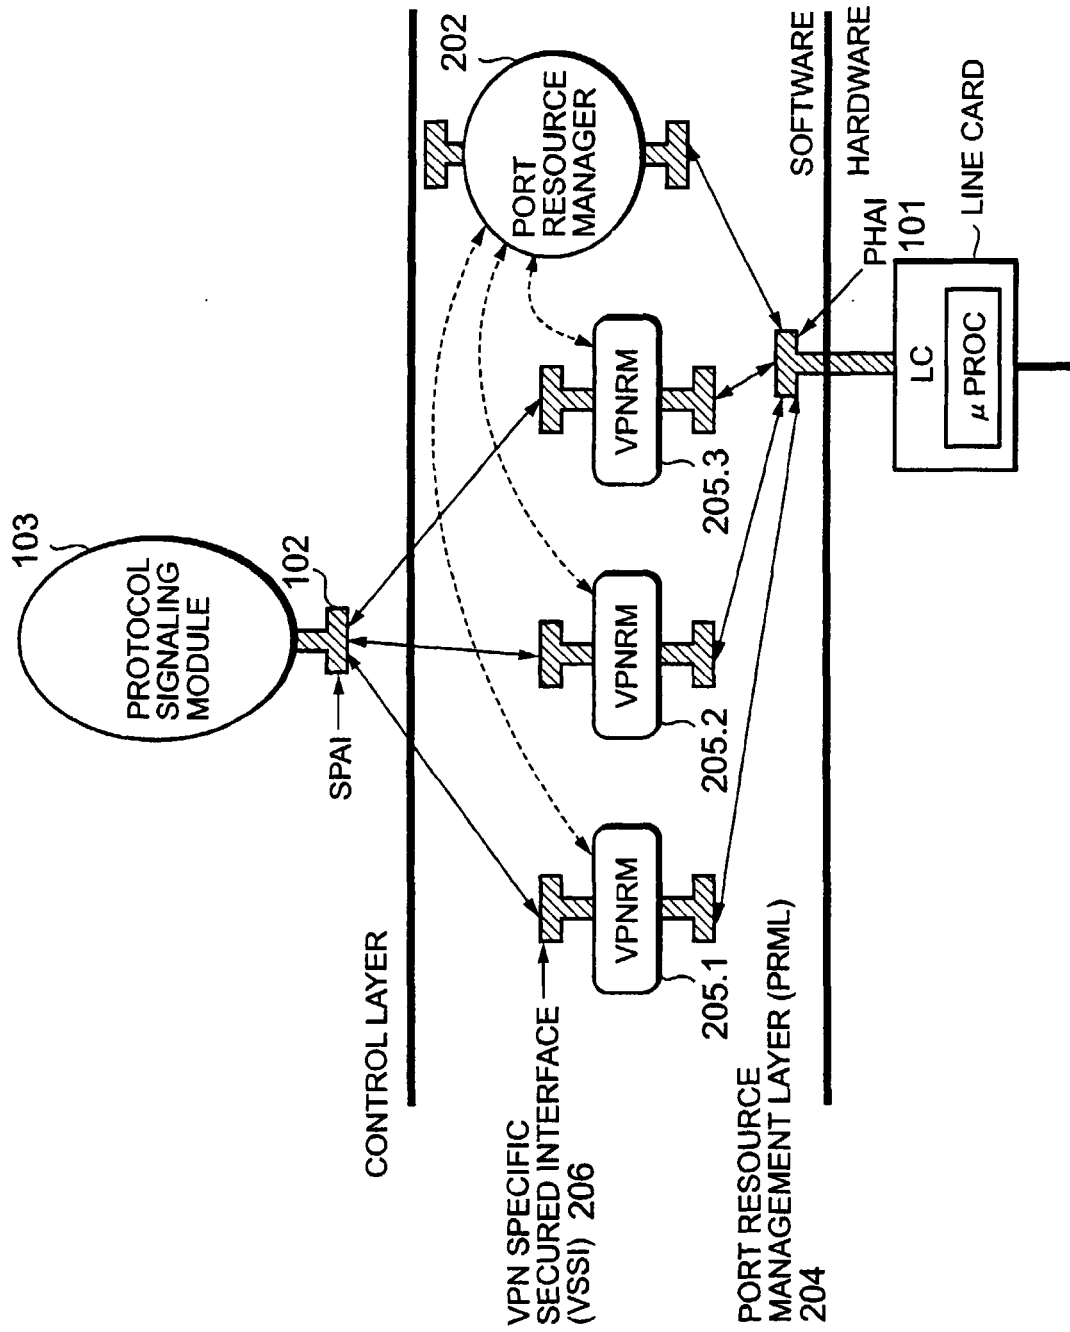 103
PROTOCOL
SIGNALING
MODULE
102
SPAI
CONTROL LAYER
202
PORT
RESOURCE
MANAGER
VPN SPECIFIC
SECURED INTERFACE
(VSSI) 206
VPNRM
205.1
VPNRM
205.2
VPNRM
205.3
PORT RESOURCE
MANAGEMENT LAYER (PRML)
204
SOFTWARE
HARDWARE
PHAI
101
LC
μ PROC
LINE CARD